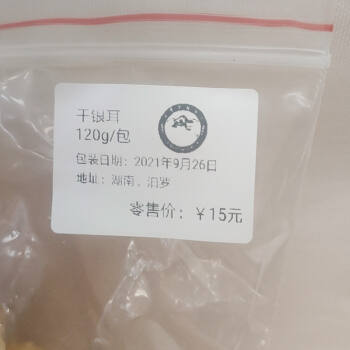 干银耳
120g/包
包装日期：2021年9月26日
地址：湖南、汨罗
零售价：￥15元